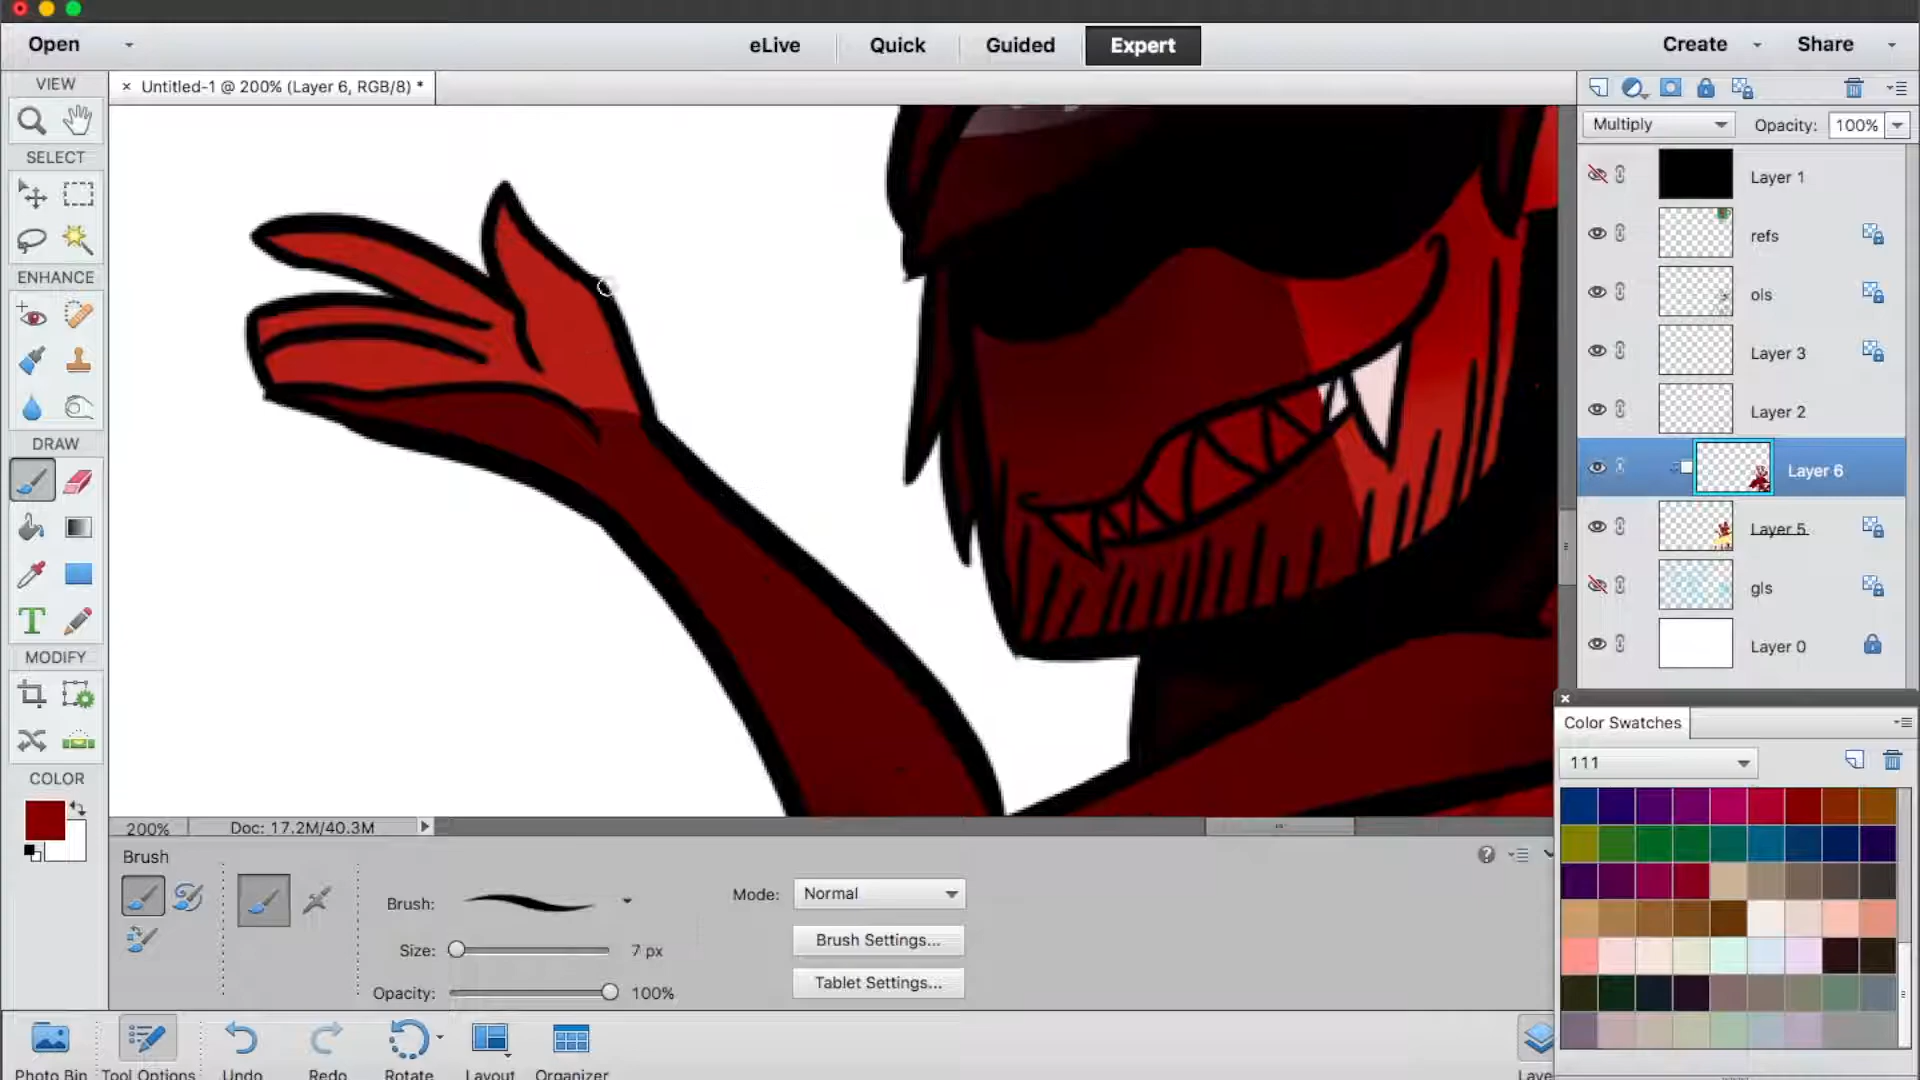 Open
eLive
Quick
Guided
Expert
Create
Share
VIEW
× Untitled-1 @ 200% (Layer 6, RGB/8) *
SELECT
ENHANCE
DRAW
MODIFY
COLOR
Multiply
Opacity: 100%
Layer 1
refs
ols
Layer 3
Layer 2
Layer 6
Layer 5
gls
Layer 0
Color Swatches
111
200%
Doc: 17.2M/40.3M
Brush
Brush:
Size:
7 px
Opacity:
100%
Mode:
Normal
Brush Settings...
Tablet Settings...
Photo Bin
Tool Options
Undo
Redo
Rotate
Layout
Organizer
Laye